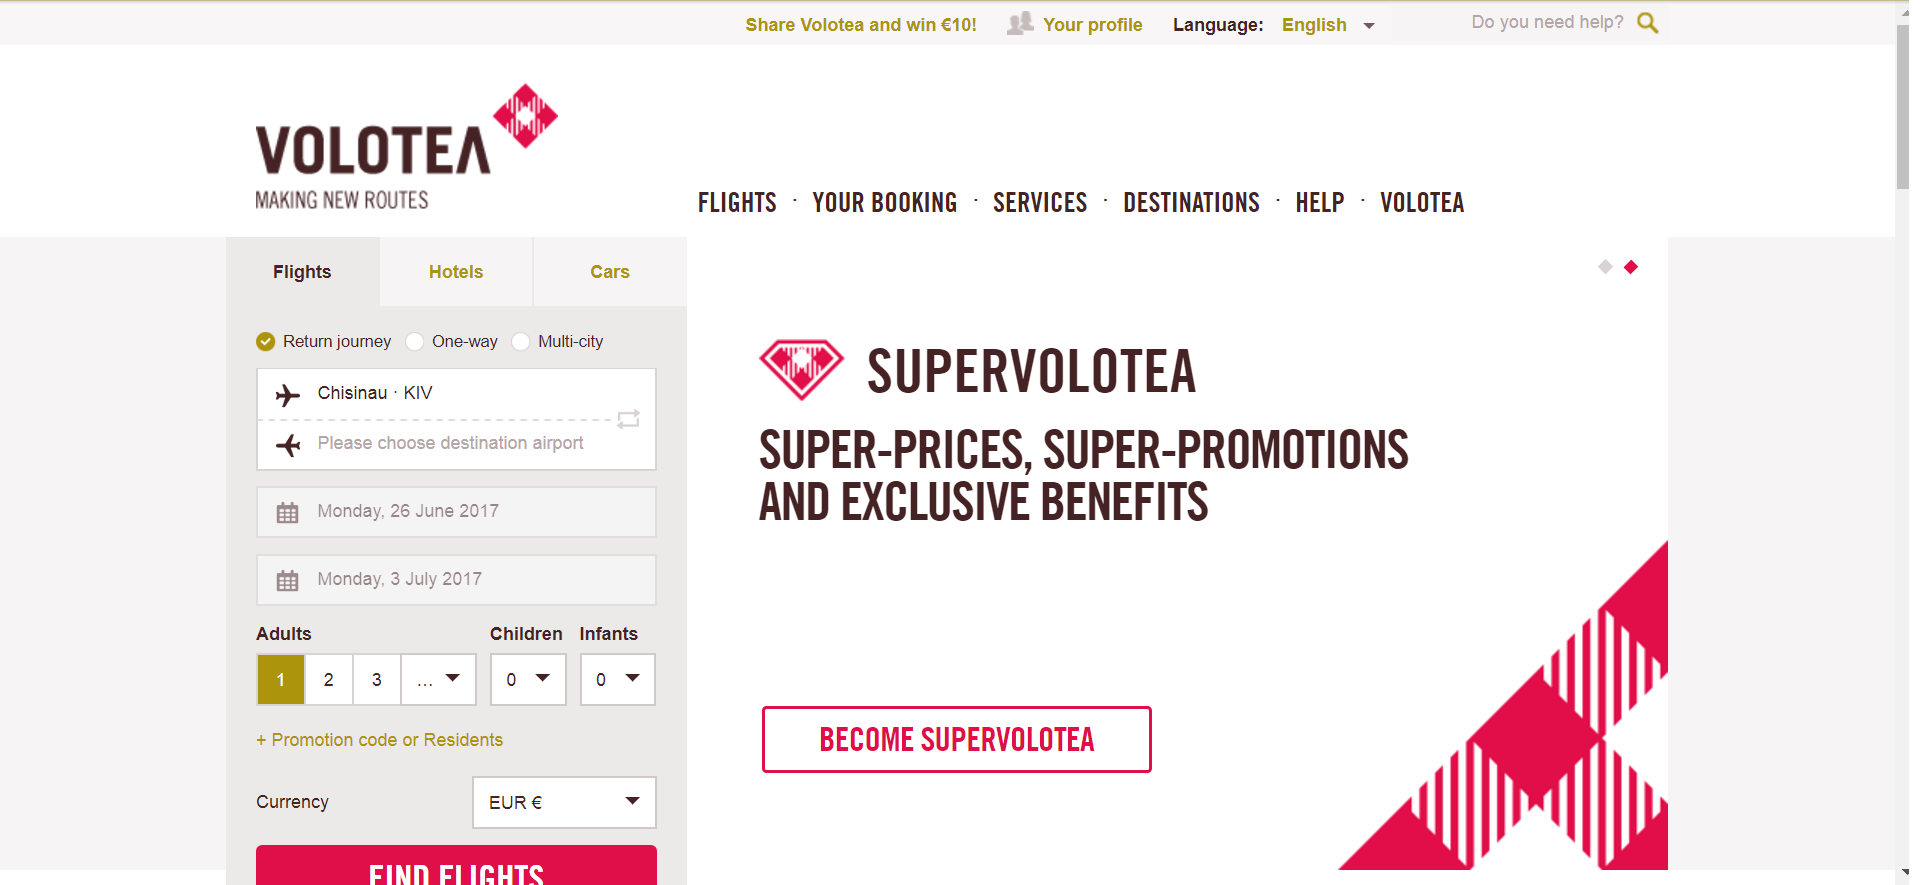 Share Volotea and win €10!
Your profile
Language: English
Do you need help?
VOLOTEA
MAKING NEW ROUTES
FLIGHTS · YOUR BOOKING · SERVICES · DESTINATIONS · HELP · VOLOTEA
Flights Hotels Cars
Return journey One-way Multi-city
Chisinau · KIV
Please choose destination airport
Monday, 26 June 2017
Monday, 3 July 2017
Adults Children Infants
1 2 3 ... 0 0
+ Promotion code or Residents
Currency EUR €
FIND FLIGHTS
SUPERVOLOTEA
SUPER-PRICES, SUPER-PROMOTIONS
AND EXCLUSIVE BENEFITS
BECOME SUPERVOLOTEA